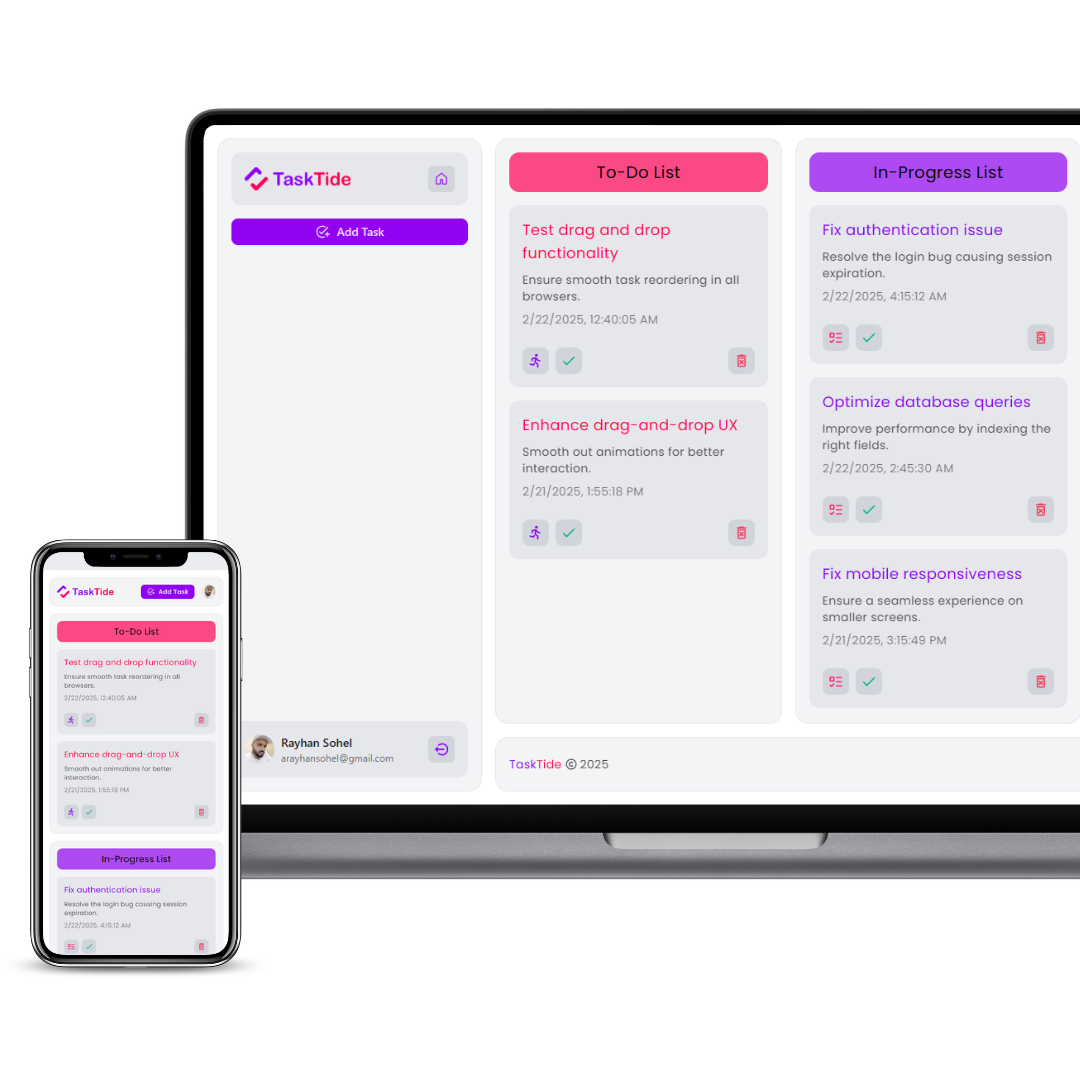 TaskTide
Add Task
Rayhan Sohel
arayhansohel@gmail.com
To-Do List
Test drag and drop
functionality
Ensure smooth task reordering in all
browsers.
2/22/2025, 12:40:05 AM
Enhance drag-and-drop UX
Smooth out animations for better
interaction.
2/21/2025, 1:55:18 PM
In-Progress List
Fix authentication issue
Resolve the login bug causing session
expiration.
2/22/2025, 4:15:12 AM
Optimize database queries
Improve performance by indexing the
right fields.
2/22/2025, 2:45:30 AM
Fix mobile responsiveness
Ensure a seamless experience on
smaller screens.
2/21/2025, 3:15:49 PM
TaskTide © 2025
TaskTide
Add Task
To-Do List
Test drag and drop functionality
Ensure smooth task reordering in all
browsers.
2/22/2025, 12:40:05 AM
Enhance drag-and-drop UX
Smooth out animations for better
interaction.
2/21/2025, 1:55:18 PM
In-Progress List
Fix authentication issue
Resolve the login bug causing session
expiration.
2/22/2025, 4:15:12 AM